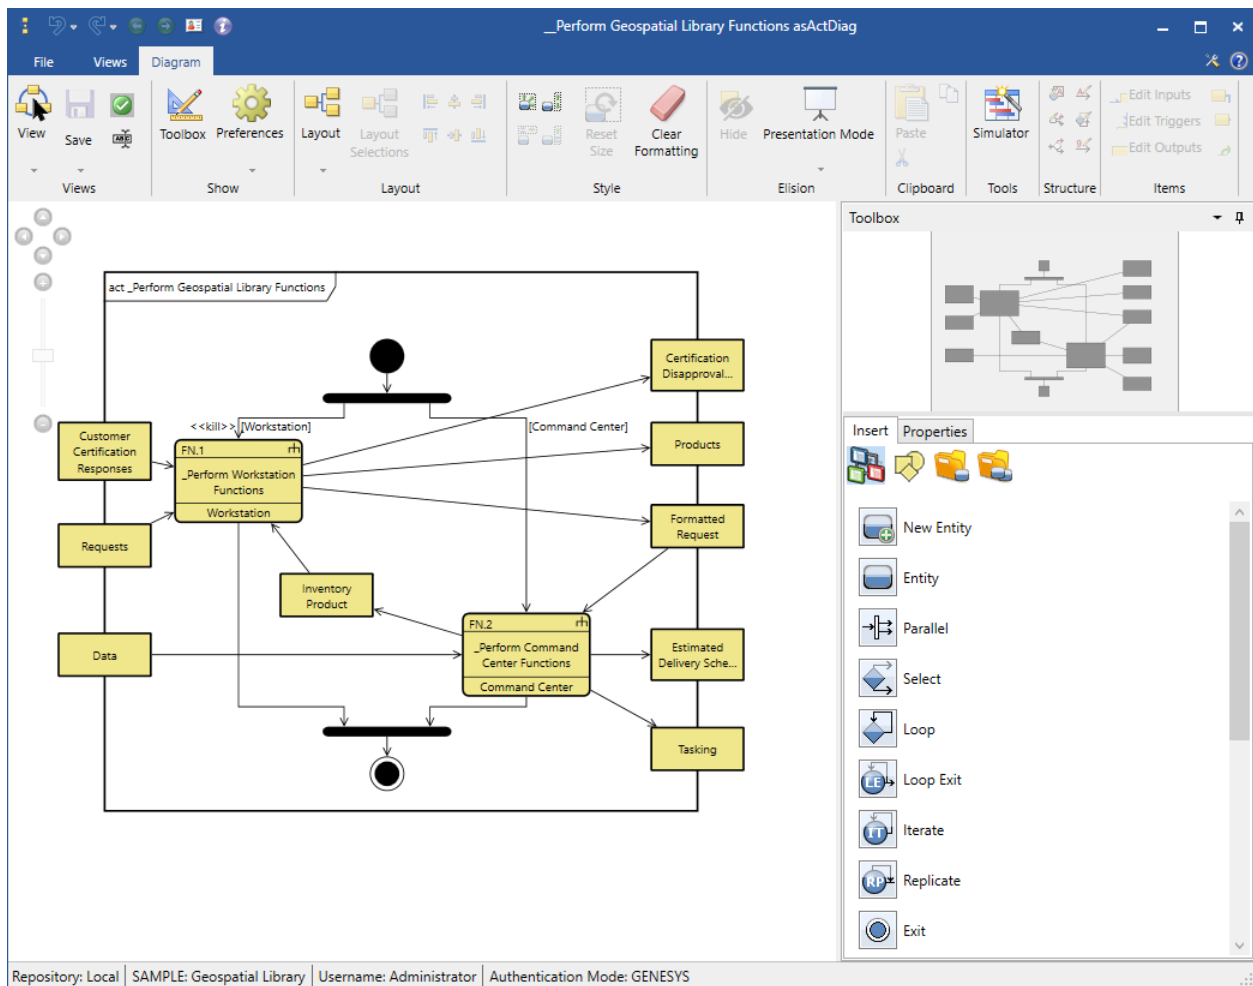 __Perform Geospatial Library Functions asActDiag
File Views Diagram
View
Save
ABC
Toolbox
Preferences
Layout
Layout
Selections
Reset
Size
Clear
Formatting
Hide
Presentation Mode
Paste
Simulator
Edit Inputs
Edit Triggers
Edit Outputs
Views
Show
Layout
Style
Elision
Clipboard
Tools
Structure
Items
act _Perform Geospatial Library Functions
Certification
Disapproval...
<<kill>> [Workstation]
[Command Center]
Customer
Certification
Responses
FN.1
_Perform Workstation
Functions
Workstation
Products
Requests
Formatted
Request
Inventory
Product
FN.2
_Perform Command
Center Functions
Command Center
Data
Estimated
Delivery Sche...
Tasking
Toolbox
Insert Properties
New Entity
Entity
Parallel
Select
Loop
LE Loop Exit
IT Iterate
RP Replicate
Exit
Repository: Local SAMPLE: Geospatial Library Username: Administrator Authentication Mode: GENESYS